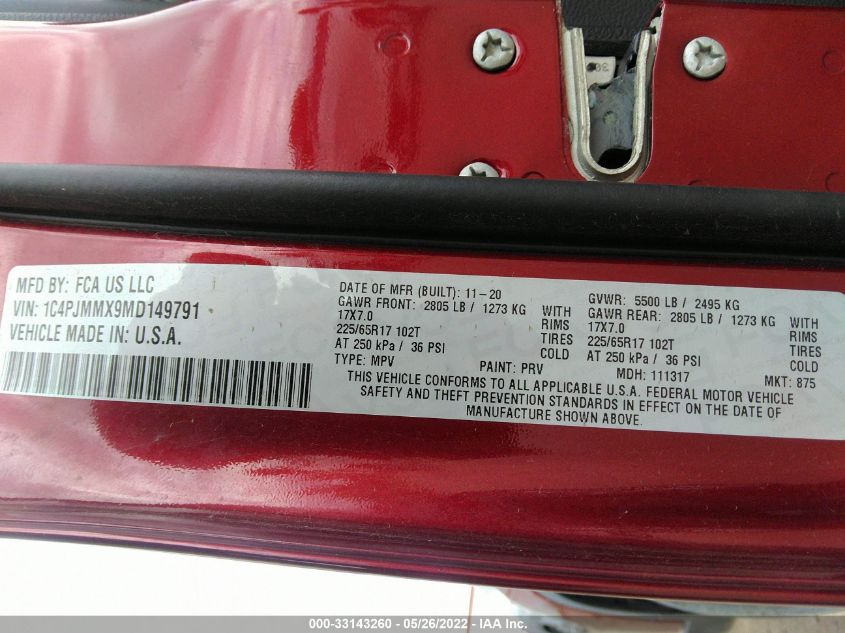 MFD BY: FCA US LLC
VIN: 1C4PJMMX9MD149791
VEHICLE MADE IN: U.S.A.
DATE OF MFR (BUILT): 11-20
GAWR FRONT: 2805 LB / 1273 KG WITH
17X7.0 RIMS
225/65R17 102T TIRES
AT 250 kPa / 36 PSI COLD
TYPE: MPV PAINT: PRV
GVWR: 5500 LB / 2495 KG
GAWR REAR: 2805 LB / 1273 KG WITH
17X7.0 RIMS
225/65R17 102T TIRES
AT 250 kPa / 36 PSI COLD
MDH: 111317 MKT: 875
THIS VEHICLE CONFORMS TO ALL APPLICABLE U.S.A. FEDERAL MOTOR VEHICLE
SAFETY AND THEFT PREVENTION STANDARDS IN EFFECT ON THE DATE OF
MANUFACTURE SHOWN ABOVE.
000-33143260 - 05/26/2022 - IAA Inc.